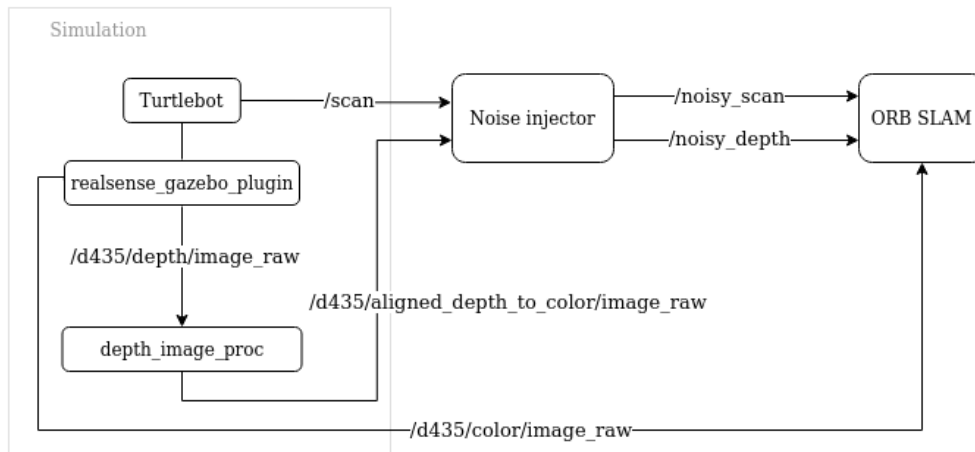 Simulation
Turtlebot
/scan
Noise injector
/noisy_scan
/noisy_depth
ORB SLAM
realsense_gazebo_plugin
/d435/depth/image_raw
/d435/aligned_depth_to_color/image_raw
depth_image_proc
/d435/color/image_raw